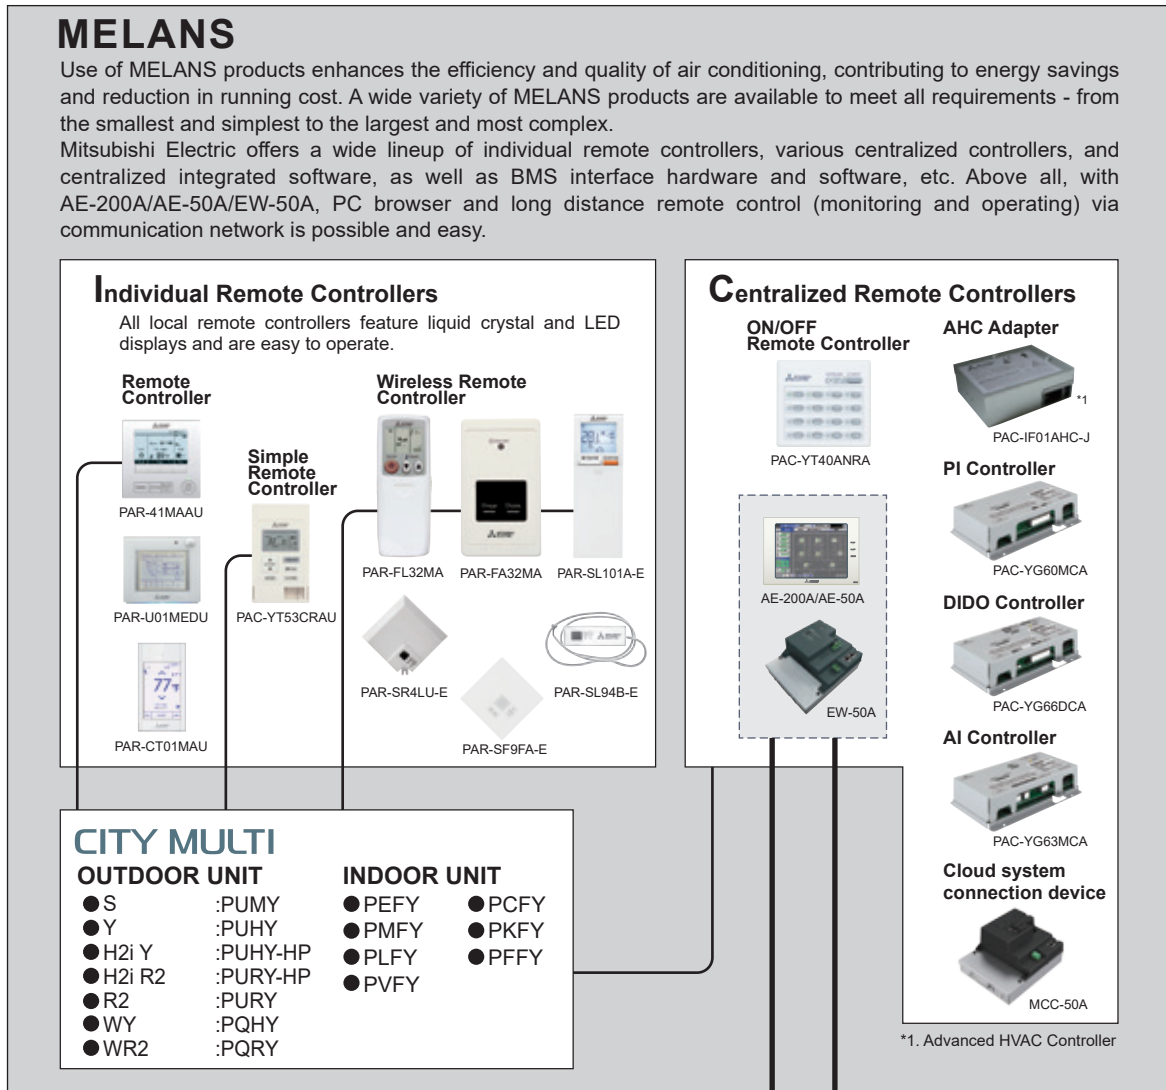 MELANS
Use of MELANS products enhances the efficiency and quality of air conditioning, contributing to energy savings
and reduction in running cost. A wide variety of MELANS products are available to meet all requirements - from
the smallest and simplest to the largest and most complex.
Mitsubishi Electric offers a wide lineup of individual remote controllers, various centralized controllers, and
centralized integrated software, as well as BMS interface hardware and software, etc. Above all, with
AE-200A/AE-50A/EW-50A, PC browser and long distance remote control (monitoring and operating) via
communication network is possible and easy.
Individual Remote Controllers
All local remote controllers feature liquid crystal and LED
displays and are easy to operate.
Remote
Controller
PAR-41MAAU
PAR-U01MEDU
77
PAR-CT01MAU
Simple
Remote
Controller
PAC-YT53CRAU
Wireless Remote
Controller
PAR-FL32MA
PAR-FA32MA
PAR-SL101A-E
PAR-SR4LU-E
PAR-SF9FA-E
PAR-SL94B-E
Centralized Remote Controllers
ON/OFF
Remote Controller
PAC-YT40ANRA
AE-200A/AE-50A
EW-50A
AHC Adapter
*1
PAC-IF01AHC-J
PI Controller
PAC-YG60MCA
DIDO Controller
PAC-YG66DCA
AI Controller
PAC-YG63MCA
Cloud system
connection device
MCC-50A
*1. Advanced HVAC Controller
CITY MULTI
OUTDOOR UNIT
●S :PUMY
●Y :PUHY
●H2i Y :PUHY-HP
●H2i R2 :PURY-HP
●R2 :PURY
●WY :PQHY
●WR2 :PQRY
INDOOR UNIT
●PEFY ●PCFY
●PMFY ●PKFY
●PLFY ●PFFY
●PVFY